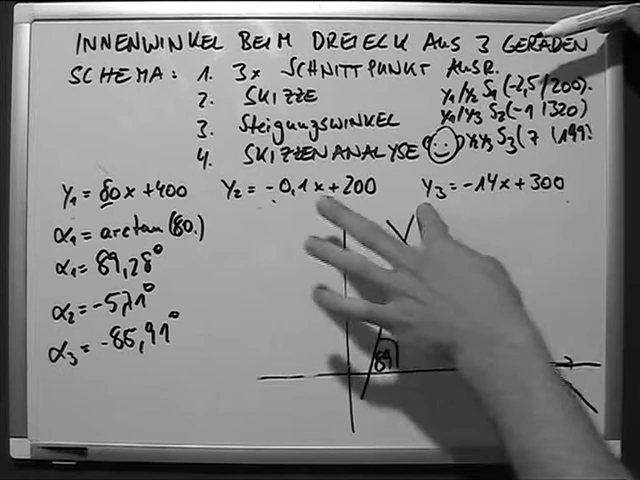 INNENWINKEL BEIM DREIECK AUS 3 GERADEN
SCHEMA: 1. 3x SCHNITTPUNKT AUSR.
2. SKIZZE
3. Steigungswinkel
4. SKIZZENANALYSE
y1/y2 S1(-2,5/200).
y1/y3 S2(-1/320)
y2y3 S3(7/199
y1 = 80x+400
y2 = -0,1x+200
y3 = -14x+300
α1 = arctan(80.)
α1 = 89,28°
α2 = -5,71°
α3 = -85,91°
89